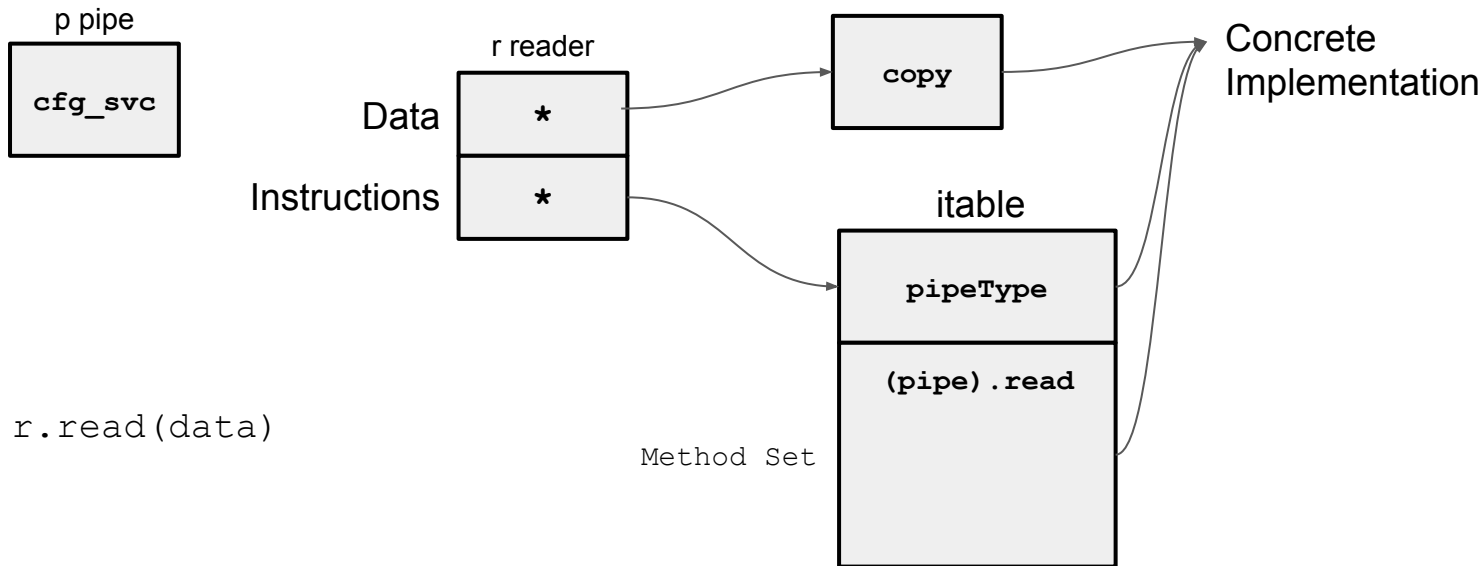 p pipe
cfg_svc
r reader
Data
*
Instructions
*
copy
Concrete
Implementation
itable
pipeType
(pipe).read
Method Set
r.read(data)